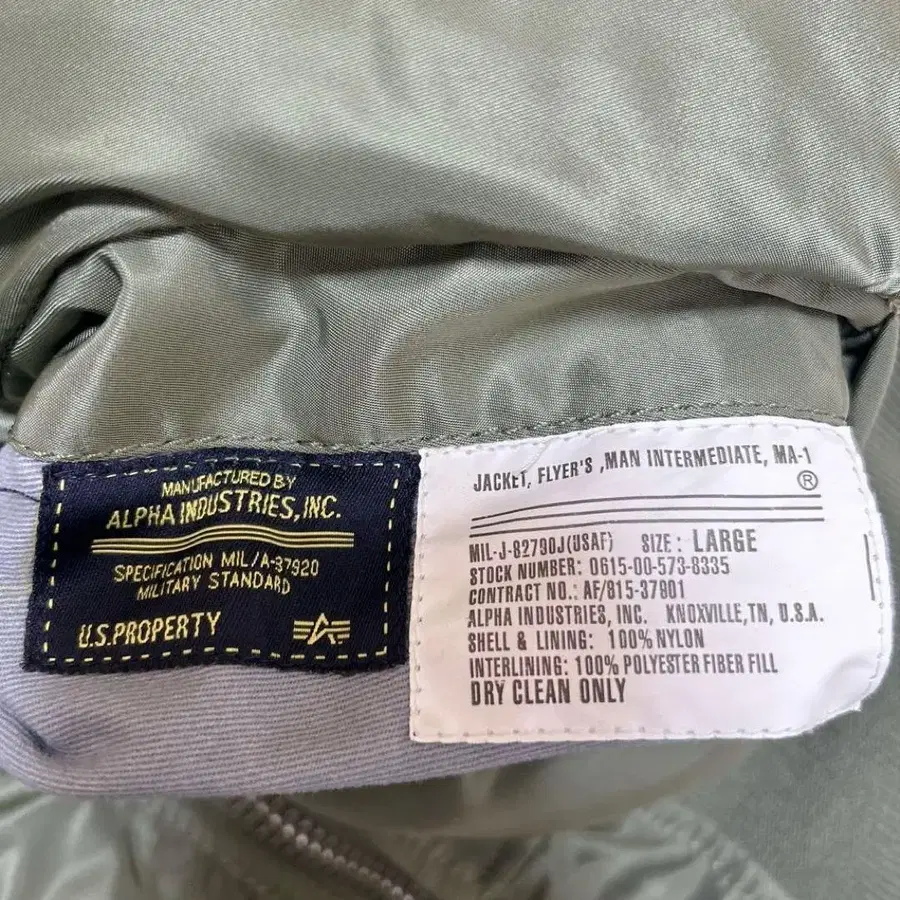 MANUFACTURED BY
ALPHA INDUSTRIES, INC.
SPECIFICATION MIL/A-37920
MILITARY STANDARD
U.S.PROPERTY
JACKET, FLYER'S ,MAN INTERMEDIATE, MA-1
®
MIL-J-82790J(USAF) SIZE: LARGE
STOCK NUMBER: 0615-00-573-8335
CONTRACT NO.: AF/815-37801
ALPHA INDUSTRIES, INC. KNOXVILLE,TN, U.S.A.
SHELL & LINING: 100% NYLON
INTERLINING: 100% POLYESTER FIBER FILL
DRY CLEAN ONLY